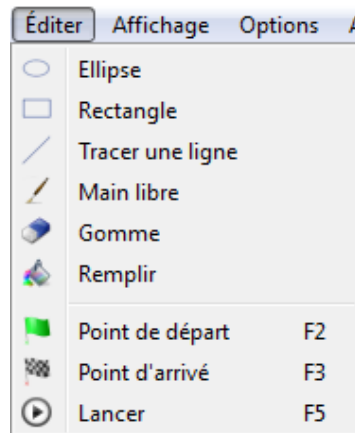 Éditer Affichage Options
Ellipse
Rectangle
Tracer une ligne
Main libre
Gomme
Remplir
Point de départ F2
Point d'arrivé F3
Lancer F5